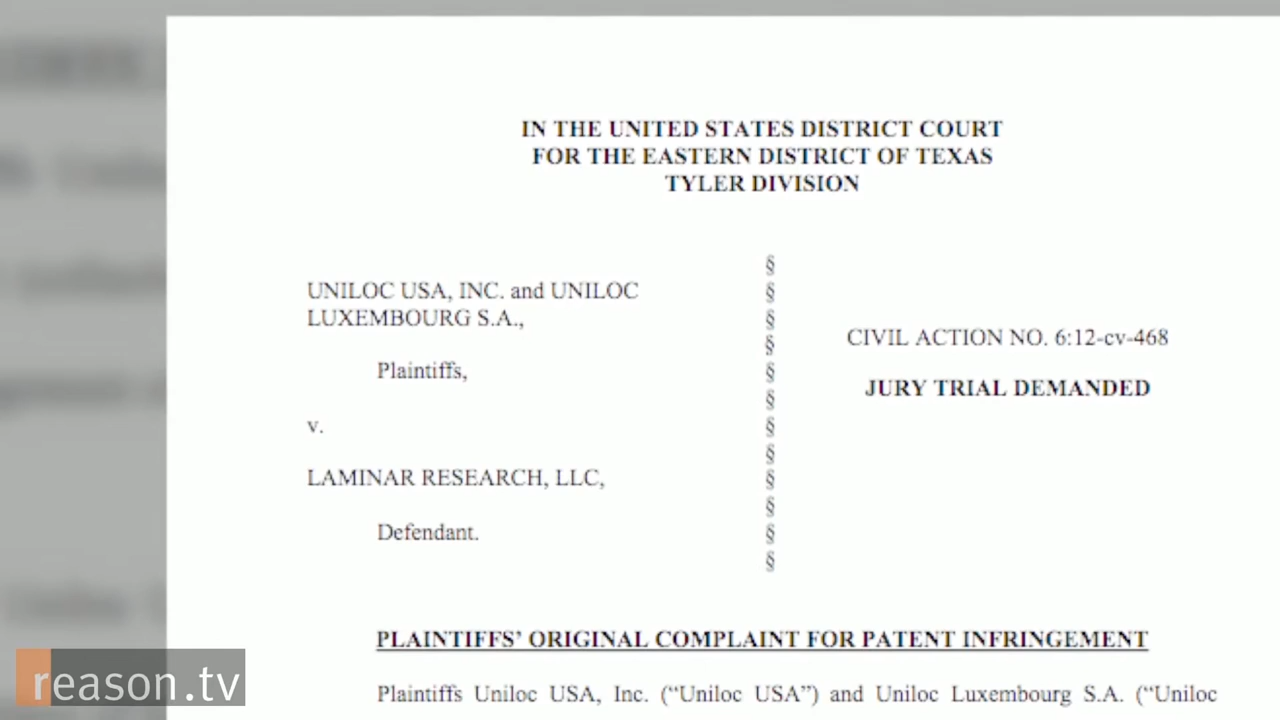 IN THE UNITED STATES DISTRICT COURT
FOR THE EASTERN DISTRICT OF TEXAS
TYLER DIVISION
UNILOC USA, INC. and UNILOC
LUXEMBOURG S.A.,
Plaintiffs,
v.
LAMINAR RESEARCH, LLC,
Defendant.
§
§
§
§
§
§
§
§
§
§
§
§
CIVIL ACTION NO. 6:12-cv-468
JURY TRIAL DEMANDED
PLAINTIFFS' ORIGINAL COMPLAINT FOR PATENT INFRINGEMENT
Plaintiffs Uniloc USA, Inc. (“Uniloc USA”) and Uniloc Luxembourg S.A. (“Uniloc
reason.tv